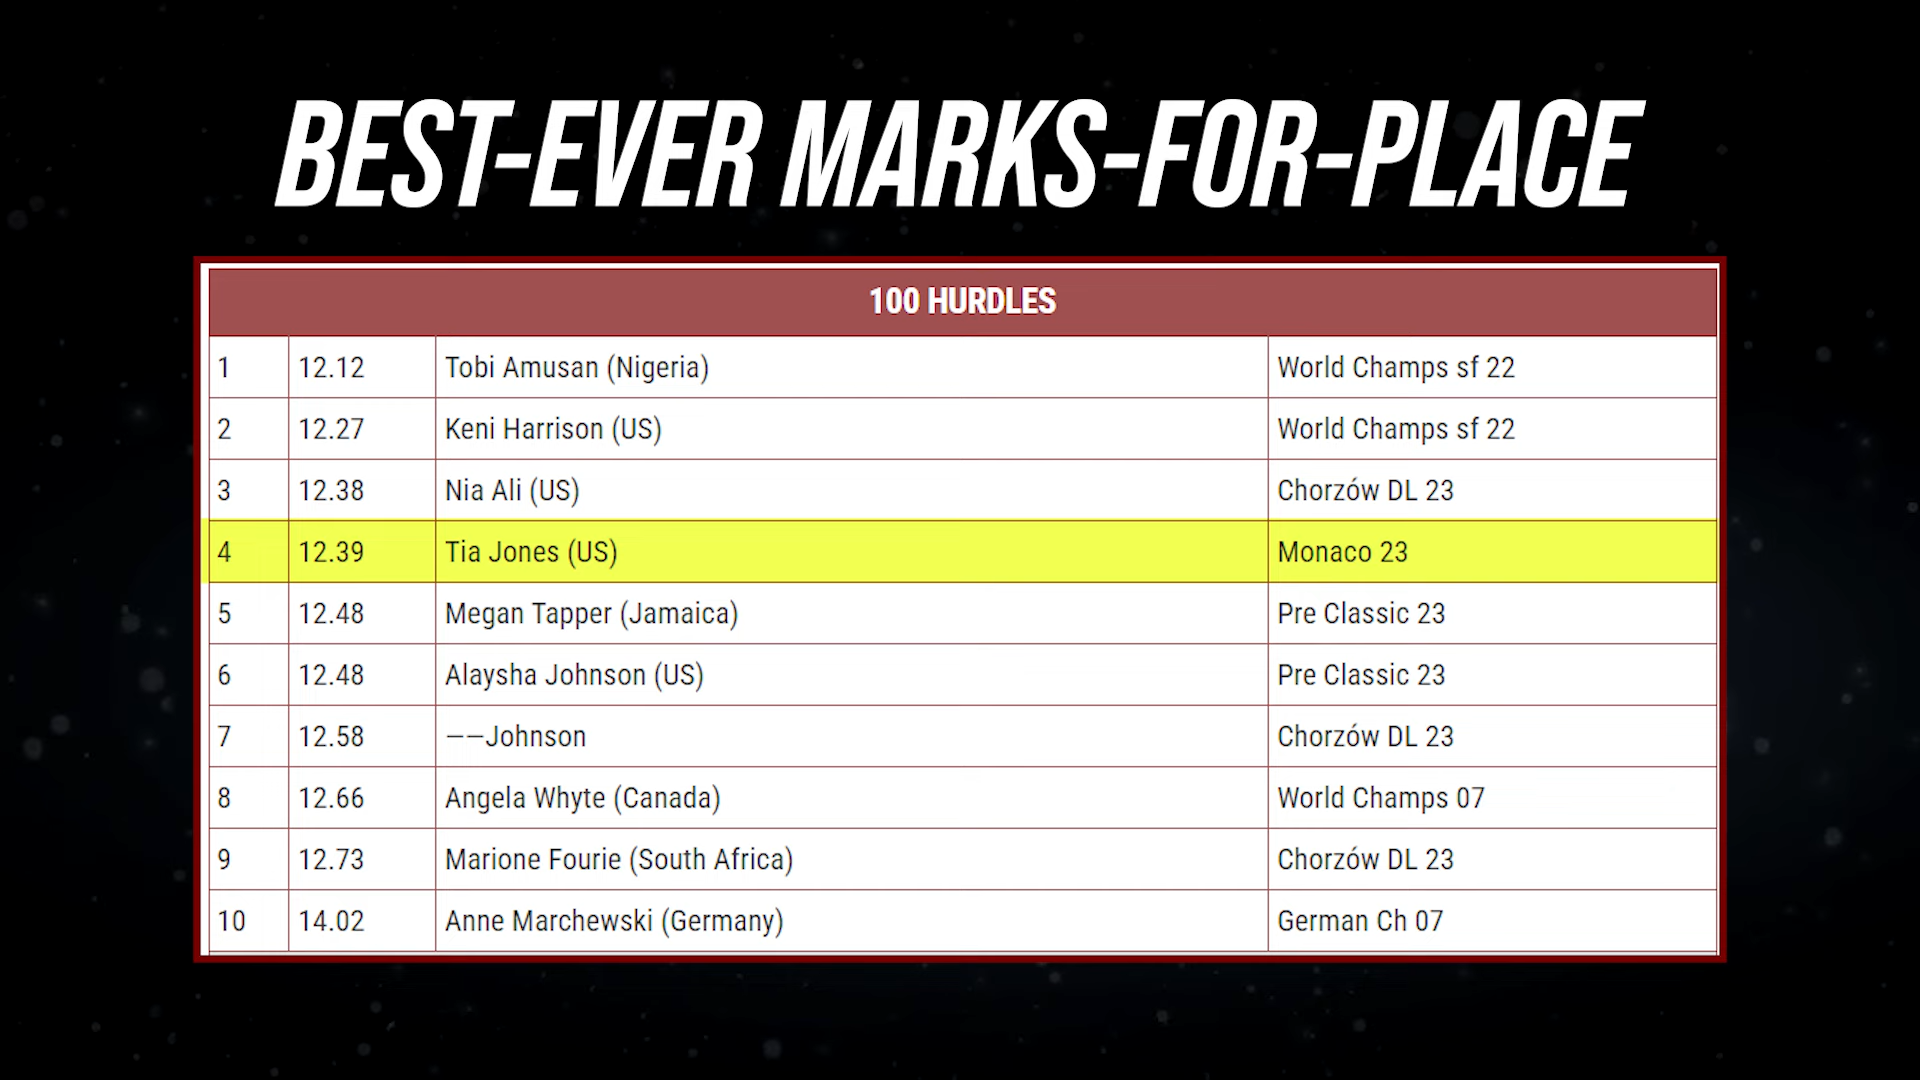 BEST-EVER MARKS-FOR-PLACE
100 HURDLES
1 12.12 Tobi Amusan (Nigeria) World Champs sf 22
2 12.27 Keni Harrison (US) World Champs sf 22
3 12.38 Nia Ali (US) Chorzów DL 23
4 12.39 Tia Jones (US) Monaco 23
5 12.48 Megan Tapper (Jamaica) Pre Classic 23
6 12.48 Alaysha Johnson (US) Pre Classic 23
7 12.58 ——Johnson Chorzów DL 23
8 12.66 Angela Whyte (Canada) World Champs 07
9 12.73 Marione Fourie (South Africa) Chorzów DL 23
10 14.02 Anne Marchewski (Germany) German Ch 07